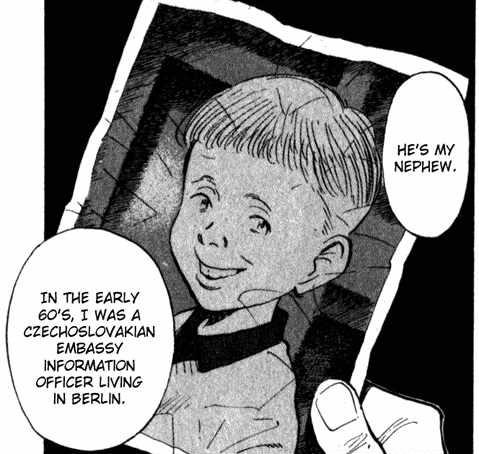 HE'S MY
NEPHEW.
IN THE EARLY
60'S, I WAS A
CZECHOSLOVAKIAN
EMBASSY
INFORMATION
OFFICER LIVING
IN BERLIN.